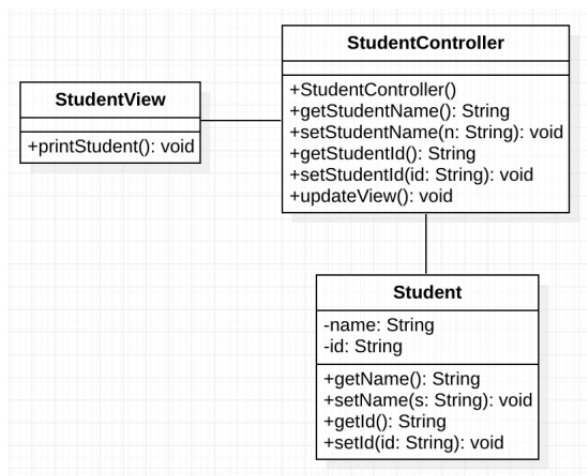 StudentController
+StudentController()
+getStudentName(): String
+setStudentName(n: String): void
+getStudentId(): String
+setStudentId(id: String): void
+updateView(): void
StudentView
+printStudent(): void
Student
-name: String
-id: String
+getName(): String
+setName(s: String): void
+getId(): String
+setId(id: String): void